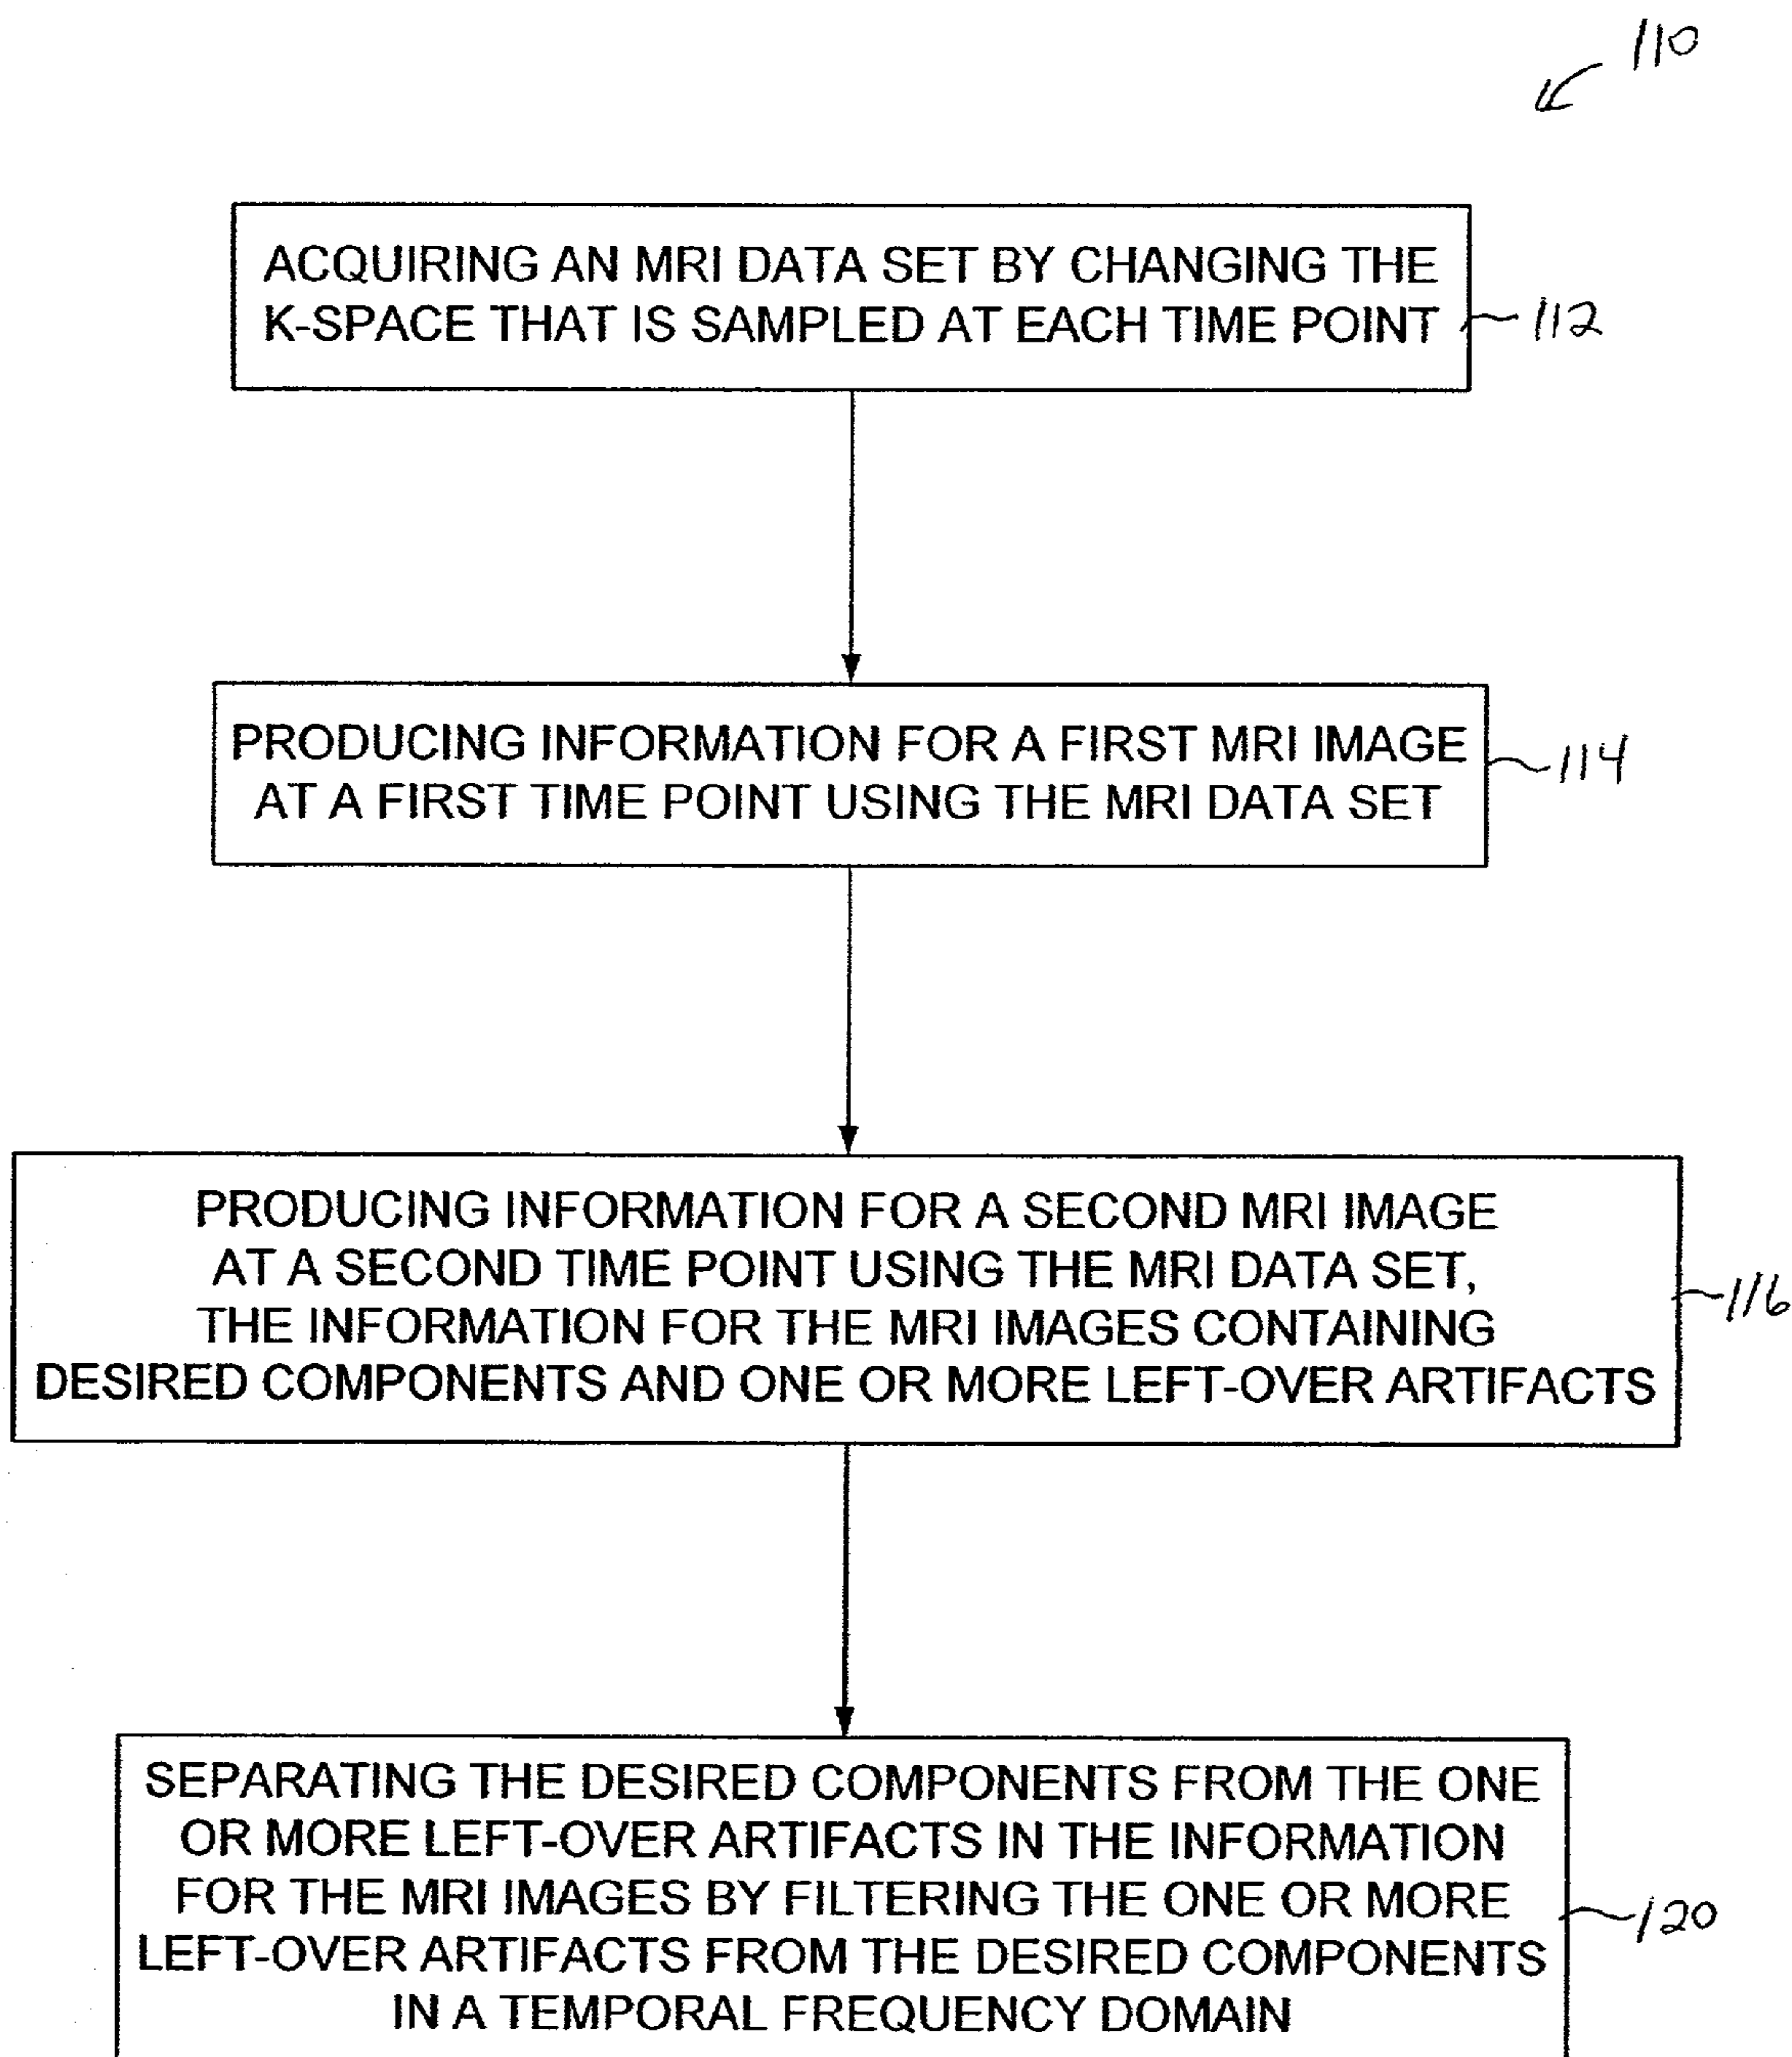 110
ACQUIRING AN MRI DATA SET BY CHANGING THE
K-SPACE THAT IS SAMPLED AT EACH TIME POINT
112
PRODUCING INFORMATION FOR A FIRST MRI IMAGE
AT A FIRST TIME POINT USING THE MRI DATA SET
114
PRODUCING INFORMATION FOR A SECOND MRI IMAGE
AT A SECOND TIME POINT USING THE MRI DATA SET,
THE INFORMATION FOR THE MRI IMAGES CONTAINING
DESIRED COMPONENTS AND ONE OR MORE LEFT-OVER ARTIFACTS
116
SEPARATING THE DESIRED COMPONENTS FROM THE ONE
OR MORE LEFT-OVER ARTIFACTS IN THE INFORMATION
FOR THE MRI IMAGES BY FILTERING THE ONE OR MORE
LEFT-OVER ARTIFACTS FROM THE DESIRED COMPONENTS
IN A TEMPORAL FREQUENCY DOMAIN
120